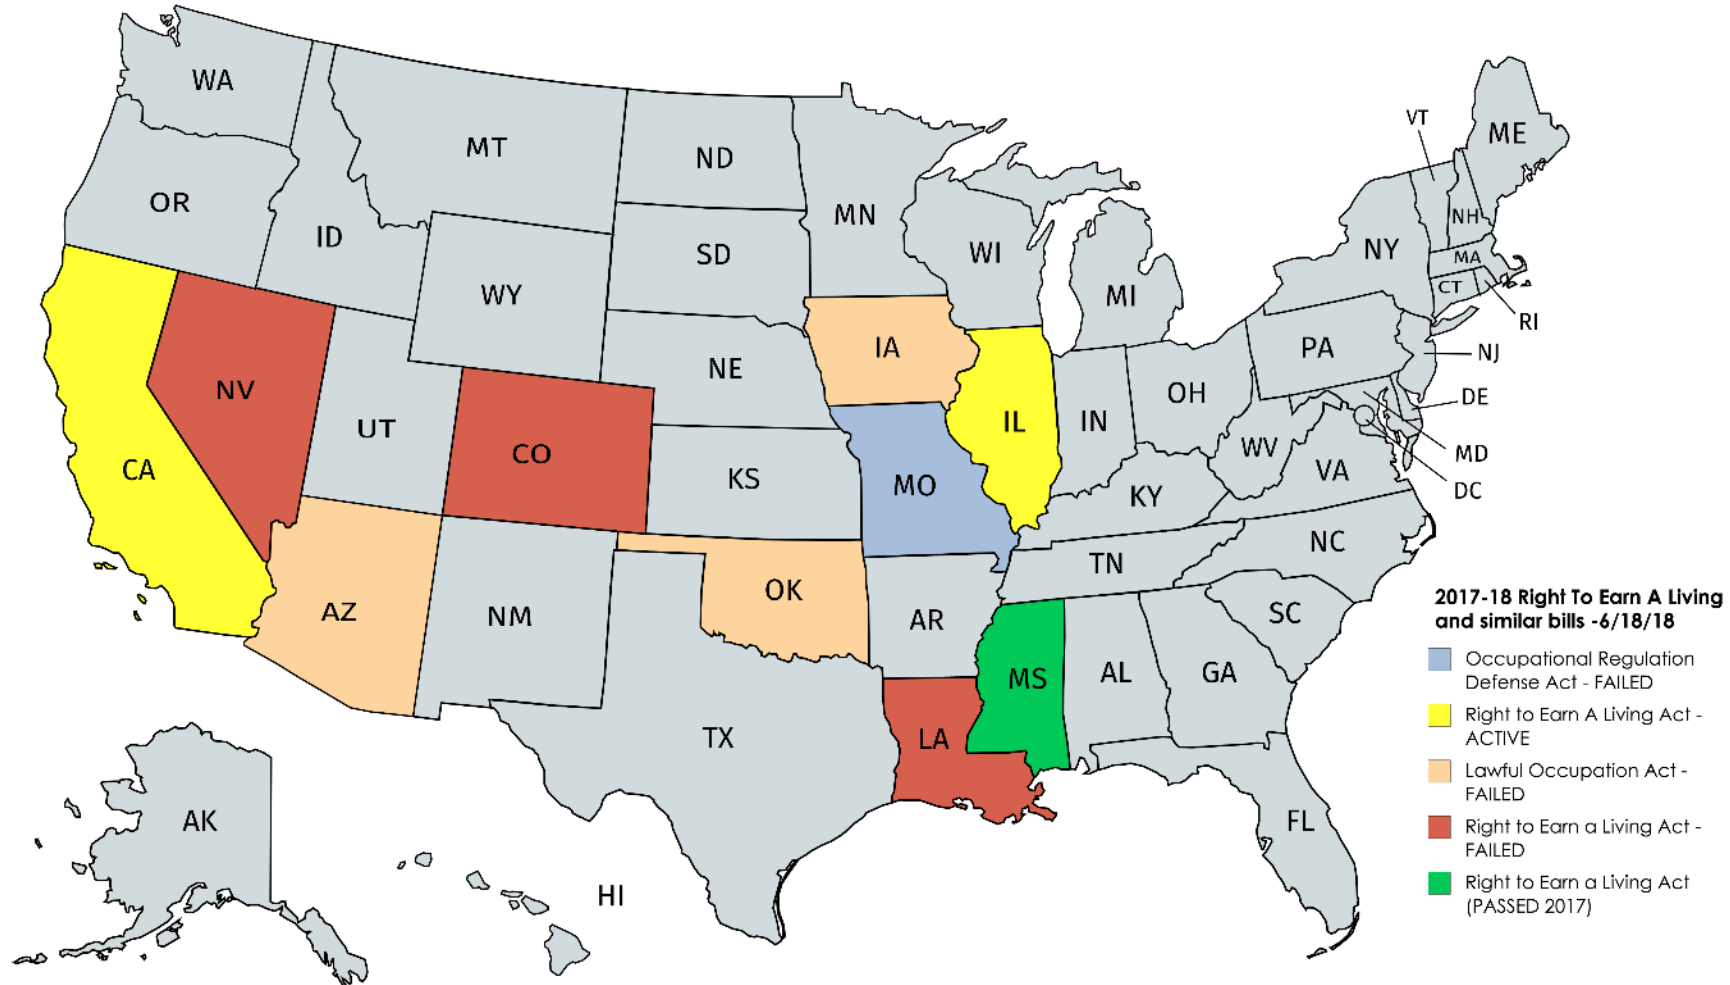 WA
MT
ND
MN
OR
ID
SD
WI
WY
MI
VT
ME
NH
NY
MA
CT
RI
IA
NE
PA
NJ
NV
UT
CO
OH
DE
IL
IN
CA
KS
MO
WV
VA
MD
KY
DC
NC
TN
AZ
NM
OK
AR
SC
MS
AL
GA
TX
LA
AK
HI
FL
2017-18 Right To Earn A Living
and similar bills -6/18/18
Occupational Regulation
Defense Act - FAILED
Right to Earn A Living Act -
ACTIVE
Lawful Occupation Act -
FAILED
Right to Earn a Living Act -
FAILED
Right to Earn a Living Act
(PASSED 2017)